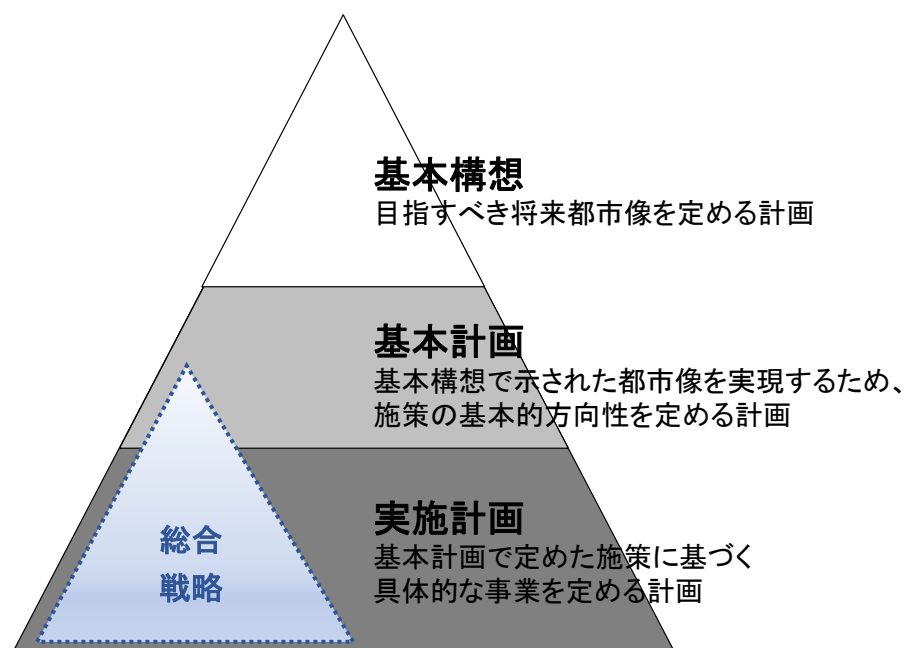 基本構想
目指すべき将来都市像を定める計画
基本計画
基本構想で示された都市像を実現するため、
施策の基本的方向性を定める計画
実施計画
基本計画で定めた施策に基づく
具体的な事業を定める計画
総合
戦略